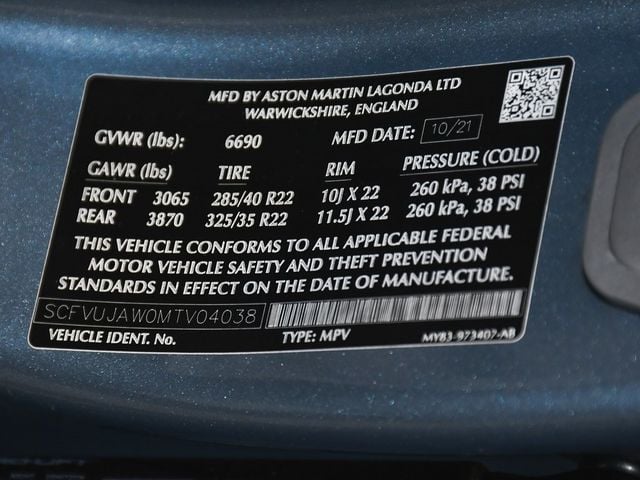 MFD BY ASTON MARTIN LAGONDA LTD
WARWICKSHIRE, ENGLAND
GVWR (lbs): 6690 MFD DATE: 10/21
GAWR (lbs) TIRE RIM PRESSURE (COLD)
FRONT 3065 285/40 R22 10J X 22 260 kPa, 38 PSI
REAR 3870 325/35 R22 11.5J X 22 260 kPa, 38 PSI
THIS VEHICLE CONFORMS TO ALL APPLICABLE FEDERAL
MOTOR VEHICLE SAFETY AND THEFT PREVENTION
STANDARDS IN EFFECT ON THE DATE OF MANUFACTURE.
SCFVUJAW0MTV04038
VEHICLE IDENT. No. TYPE: MPV MY83-973407-AB